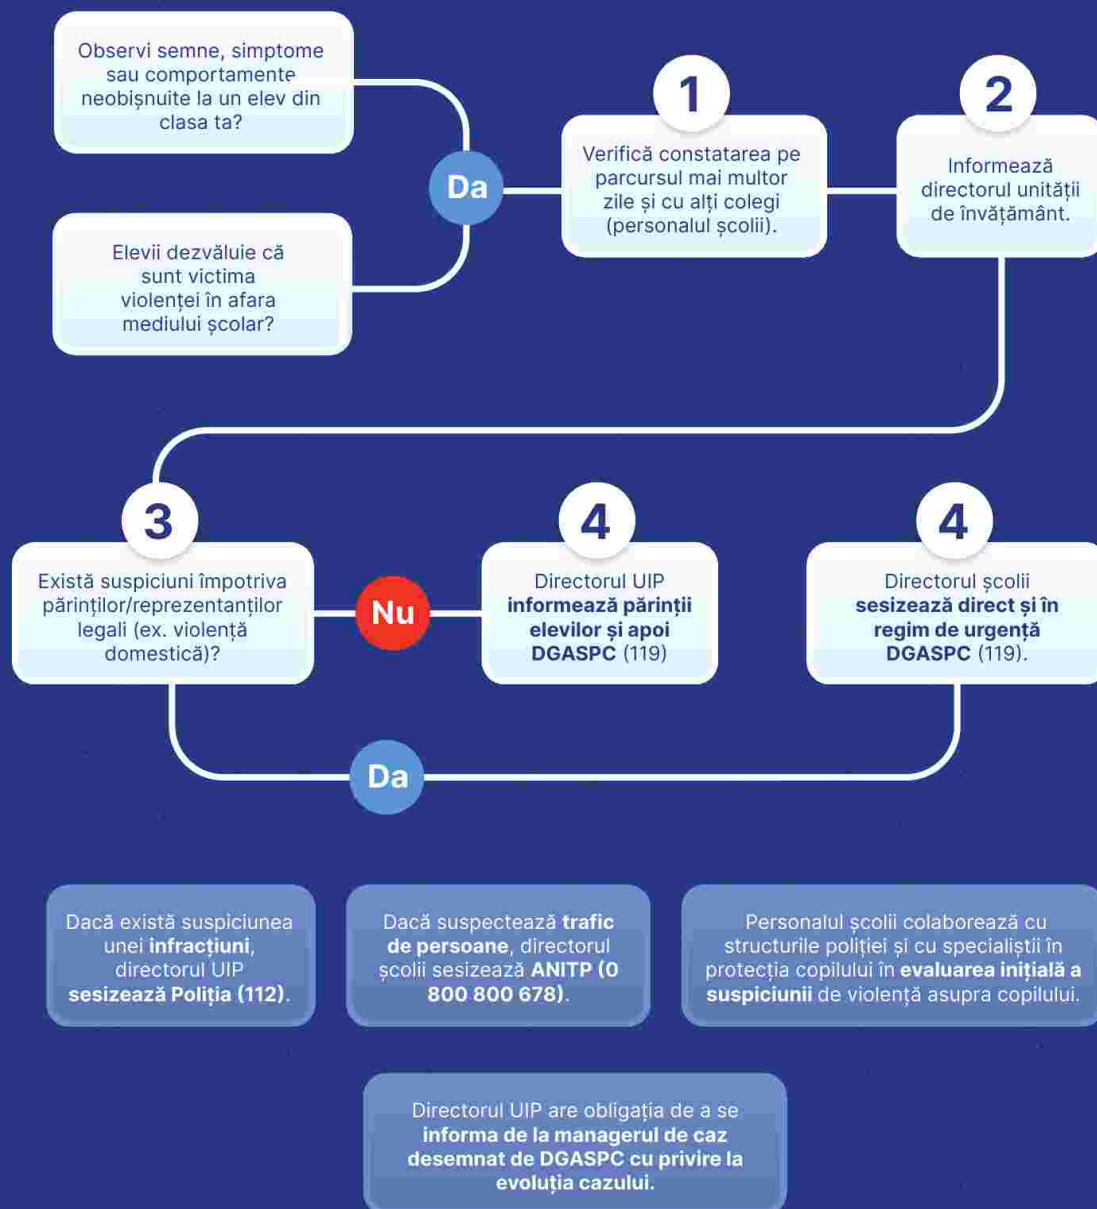 Observi semne, simptome
sau comportamente
neobișnuite la un elev din
clasa ta?
Elevii dezvăluie că
sunt victima
violenței în afara
mediului școlar?
Da
1
Verifică constatarea pe
parcursul mai multor
zile și cu alți colegi
(personalul școlii).
2
Informează
directorul unității
de învățământ.
3
Există suspiciuni împotriva
părinților/reprezentanților
legali (ex. violență
domestică)?
Nu
4
Directorul UIP
informează părinții
elevilor și apoi
DGASPC (119)
4
Directorul școlii
sesizează direct și în
regim de urgență
DGASPC (119).
Da
Dacă există suspiciunea
unei infracțiuni,
directorul UIP
sesizează Poliția (112).
Dacă suspectează trafic
de persoane, directorul
școlii sesizează ANITP (0
800 800 678).
Personalul școlii colaborează cu
structurile poliției și cu specialiștii în
protecția copilului în evaluarea inițială a
suspiciunii de violență asupra copilului.
Directorul UIP are obligația de a se
informa de la managerul de caz
desemnat de DGASPC cu privire la
evoluția cazului.